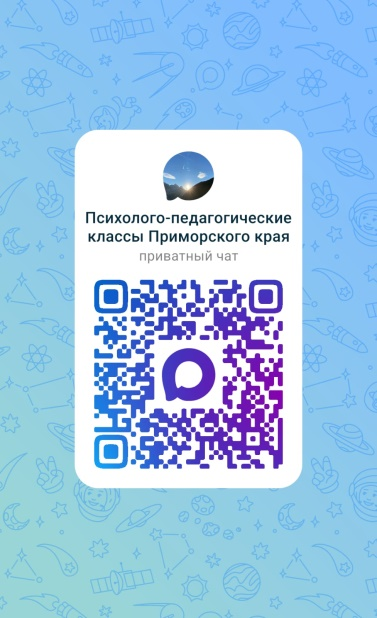 Психолого-педагогические
классы Приморского края
приватный чат